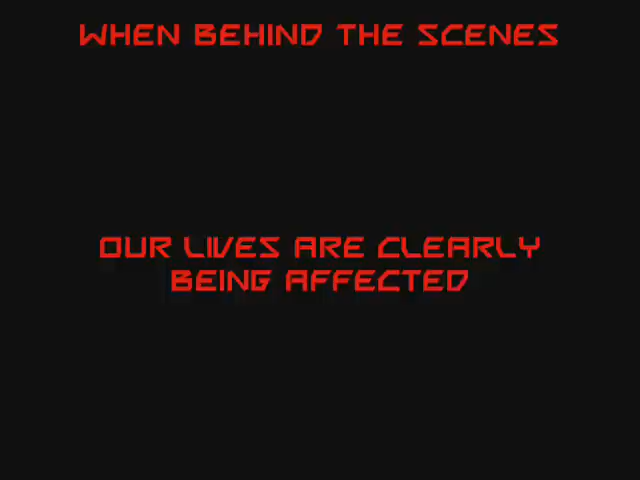 WHEN BEHIND THE SCENES
OUR LIVES ARE CLEARLY
BEING AFFECTED